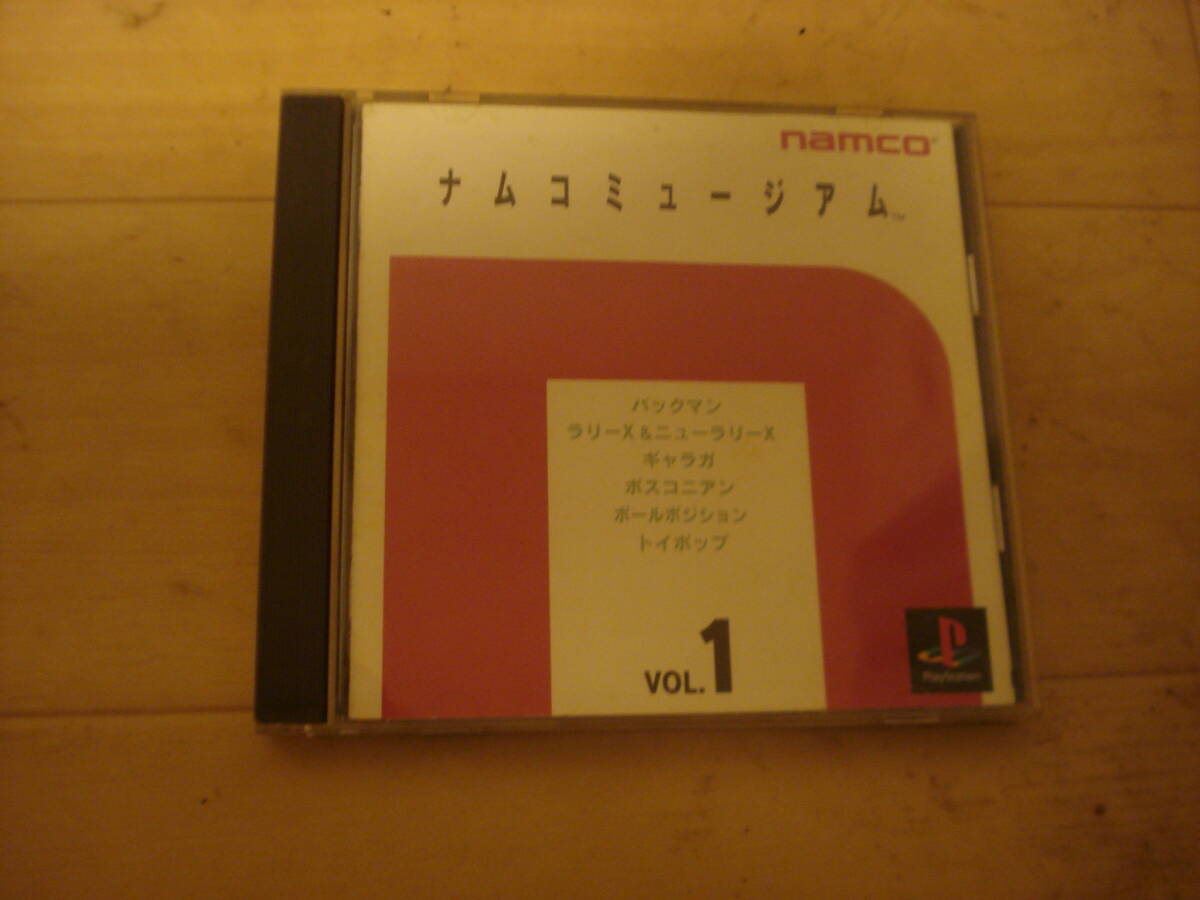 namco®
ナムコミュージアム™
パックマン
ラリーX &ニューラリーX
ギャラガ
ボスコニアン
ポールポジション
トイポップ
VOL.1
PlayStation